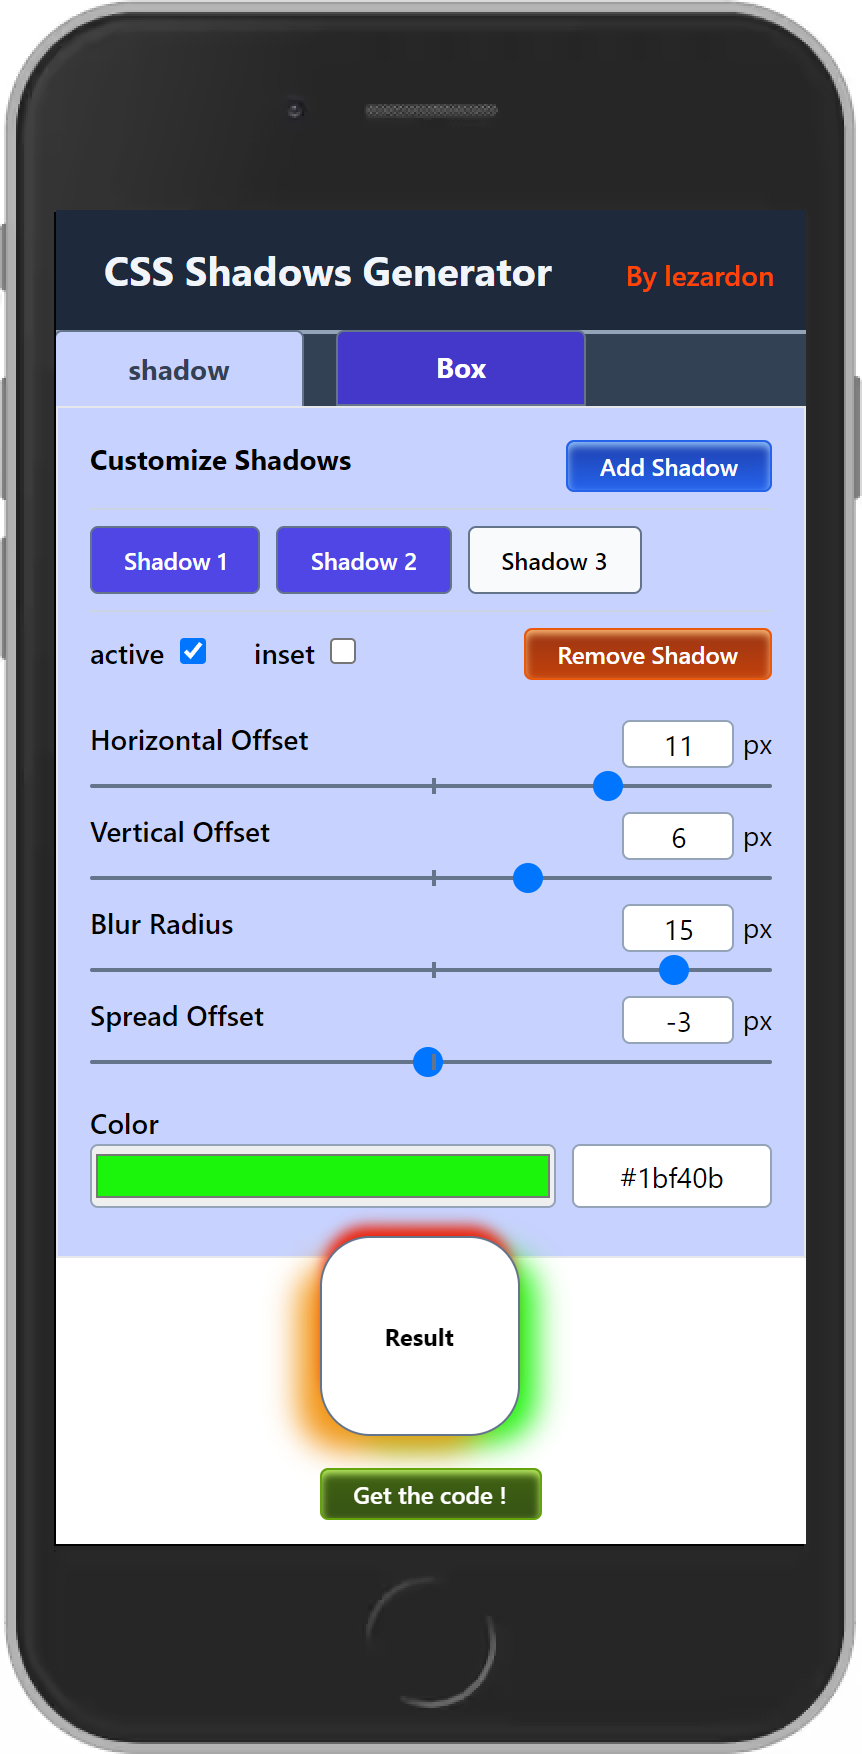 CSS Shadows Generator By lezardon
shadow Box
Customize Shadows Add Shadow
Shadow 1 Shadow 2 Shadow 3
active inset Remove Shadow
Horizontal Offset 11 px
Vertical Offset 6 px
Blur Radius 15 px
Spread Offset -3 px
Color
#1bf40b
Result
Get the code !